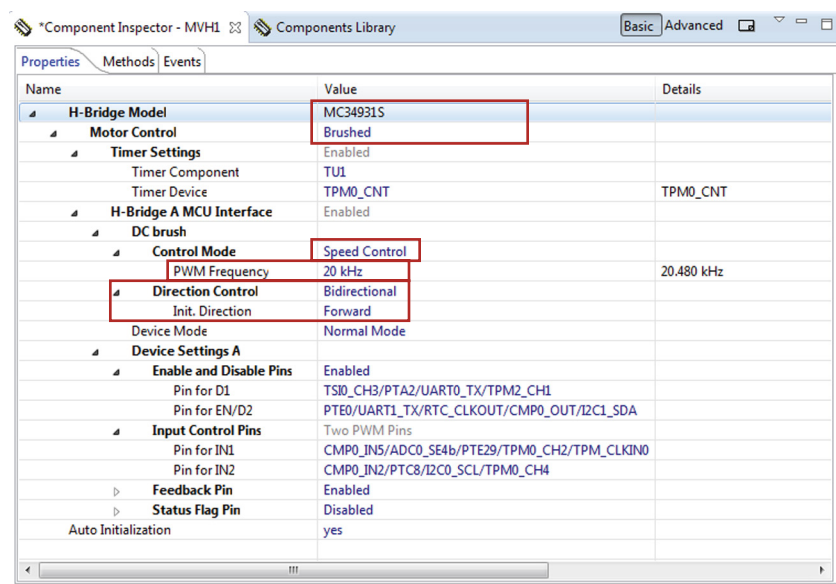 *Component Inspector - MVH1 Components Library Basic Advanced
Properties Methods Events
Name Value Details
H-Bridge Model MC34931S
Motor Control Brushed
Timer Settings Enabled
Timer Component TU1
Timer Device TPM0_CNT TPM0_CNT
H-Bridge A MCU Interface Enabled
DC brush
Control Mode Speed Control
PWM Frequency 20 kHz 20.480 kHz
Direction Control Bidirectional
Init. Direction Forward
Device Mode Normal Mode
Device Settings A
Enable and Disable Pins Enabled
Pin for D1 TSI0_CH3/PTA2/UART0_TX/TPM2_CH1
Pin for EN/D2 PTE0/UART1_TX/RTC_CLKOUT/CMP0_OUT/I2C1_SDA
Input Control Pins Two PWM Pins
Pin for IN1 CMP0_IN5/ADC0_SE4b/PTE29/TPM0_CH2/TPM_CLKIN0
Pin for IN2 CMP0_IN2/PTC8/I2C0_SCL/TPM0_CH4
Feedback Pin Enabled
Status Flag Pin Disabled
Auto Initialization yes